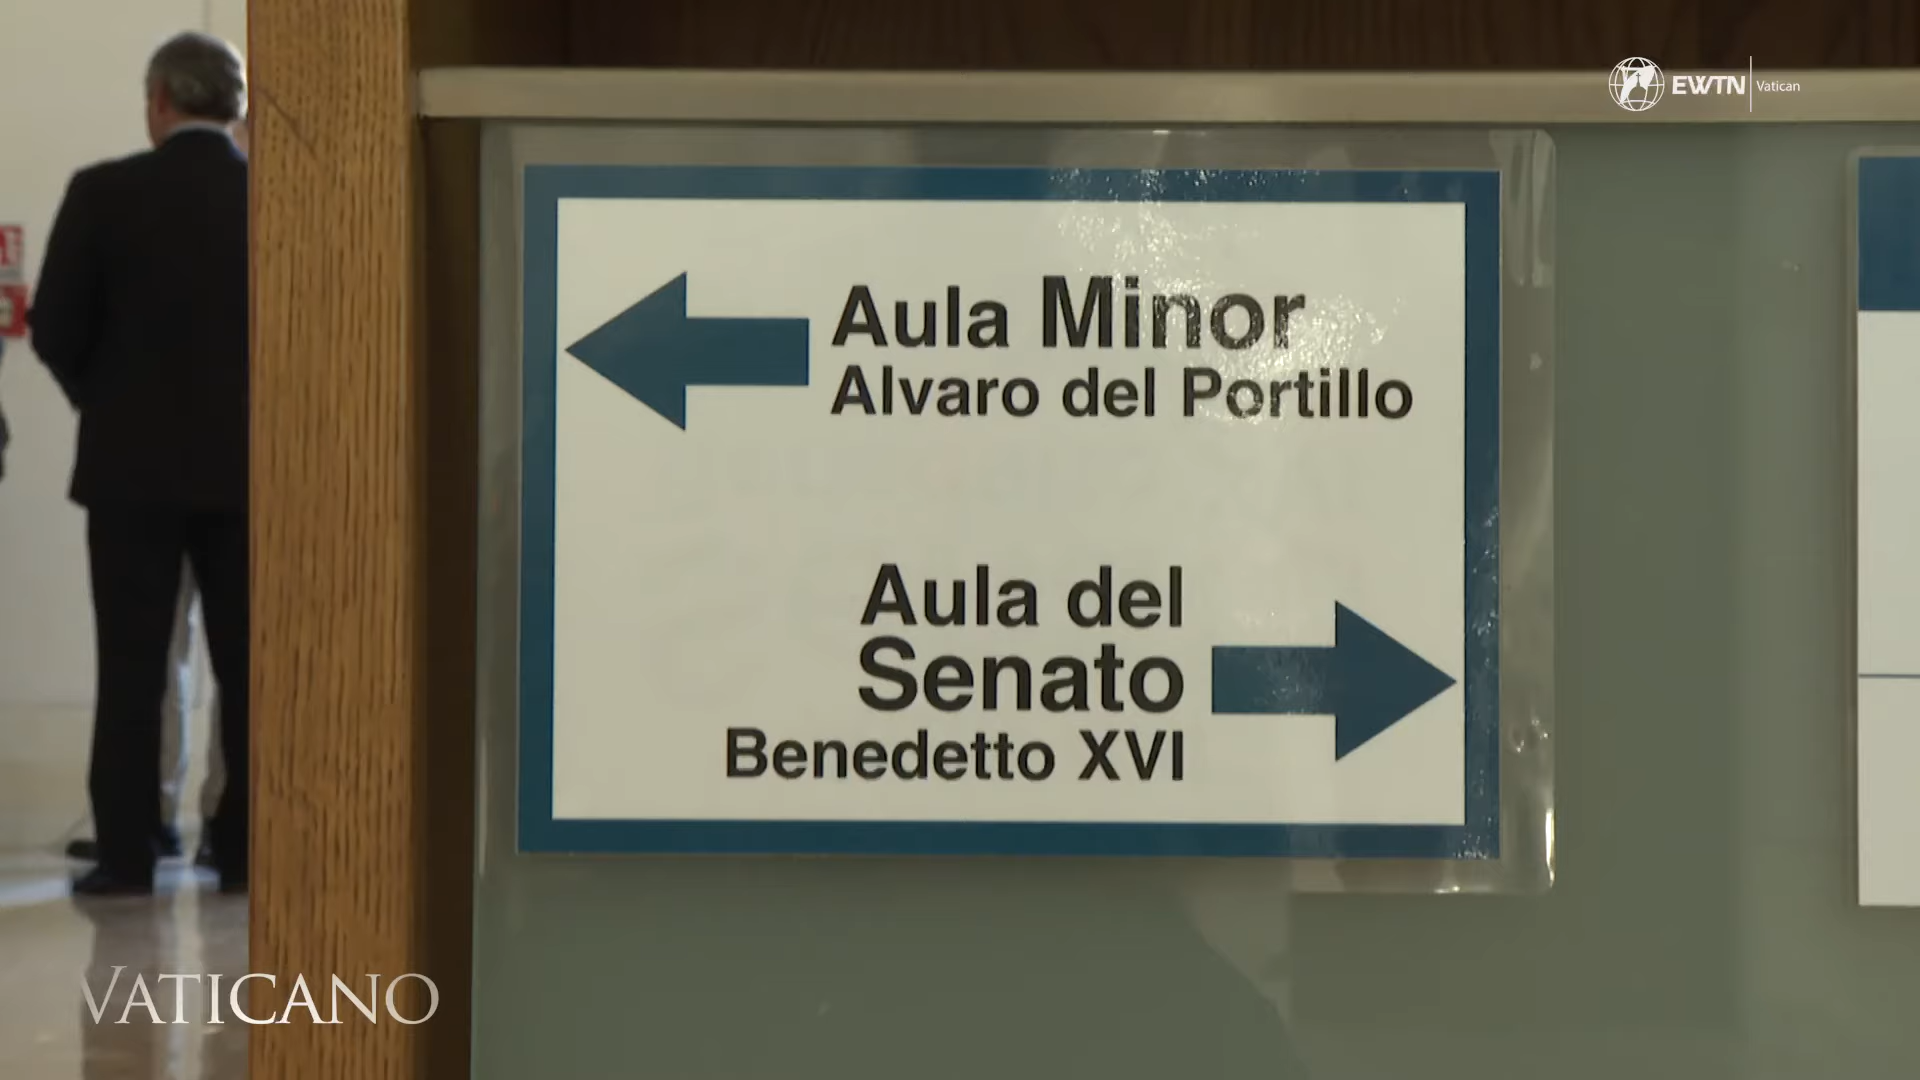 EWTN Vatican
Aula Minor
Alvaro del Portillo
Aula del
Senato
Benedetto XVI
VATICANO